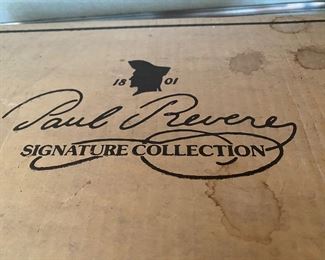 18 01
Paul Revere
SIGNATURE COLLECTION